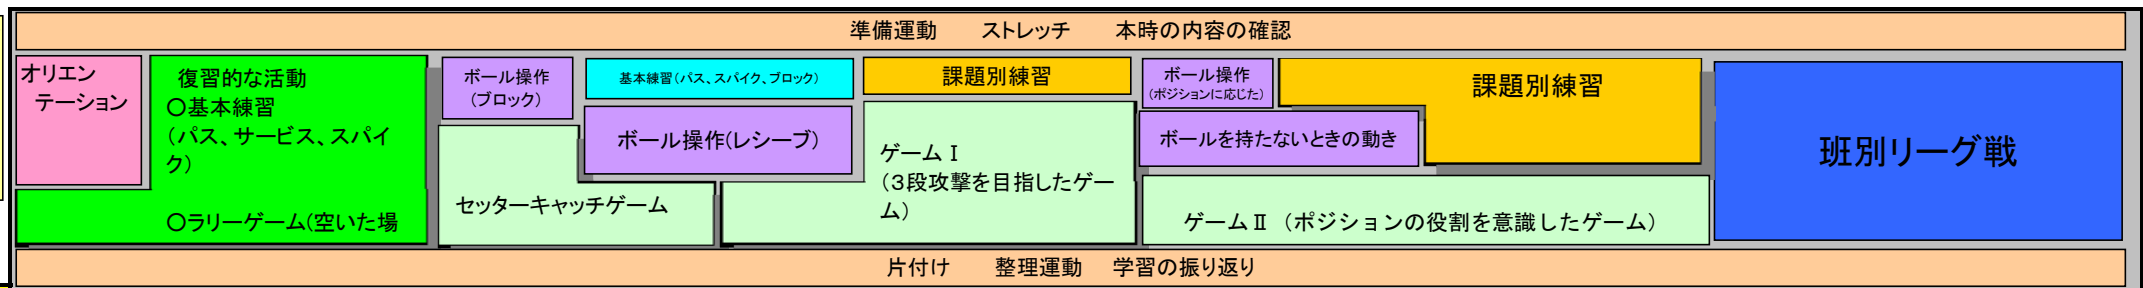 準備運動　ストレッチ　本時の内容の確認
オリエン
テーション
復習的な活動
〇基本練習
(パス、サービス、スパイ
ク)
〇ラリーゲーム(空いた場
ボール操作
(ブロック)
基本練習(パス、スパイク、ブロック)
ボール操作(レシーブ)
セッターキャッチゲーム
課題別練習
ゲームⅠ
(3段攻撃を目指したゲー
ム)
ボール操作
(ポジションに応じた)
ボールを持たないときの動き
課題別練習
ゲームⅡ (ポジションの役割を意識したゲーム)
班別リーグ戦
片付け　整理運動　学習の振り返り